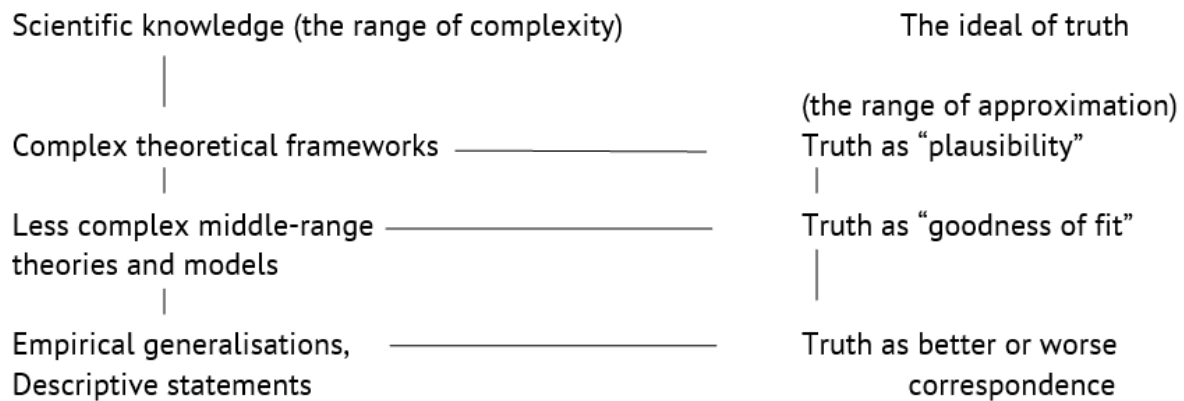 Scientific knowledge (the range of complexity)
The ideal of truth
(the range of approximation)
Complex theoretical frameworks
Truth as “plausibility”
Less complex middle-range
theories and models
Truth as “goodness of fit”
Empirical generalisations,
Descriptive statements
Truth as better or worse
correspondence